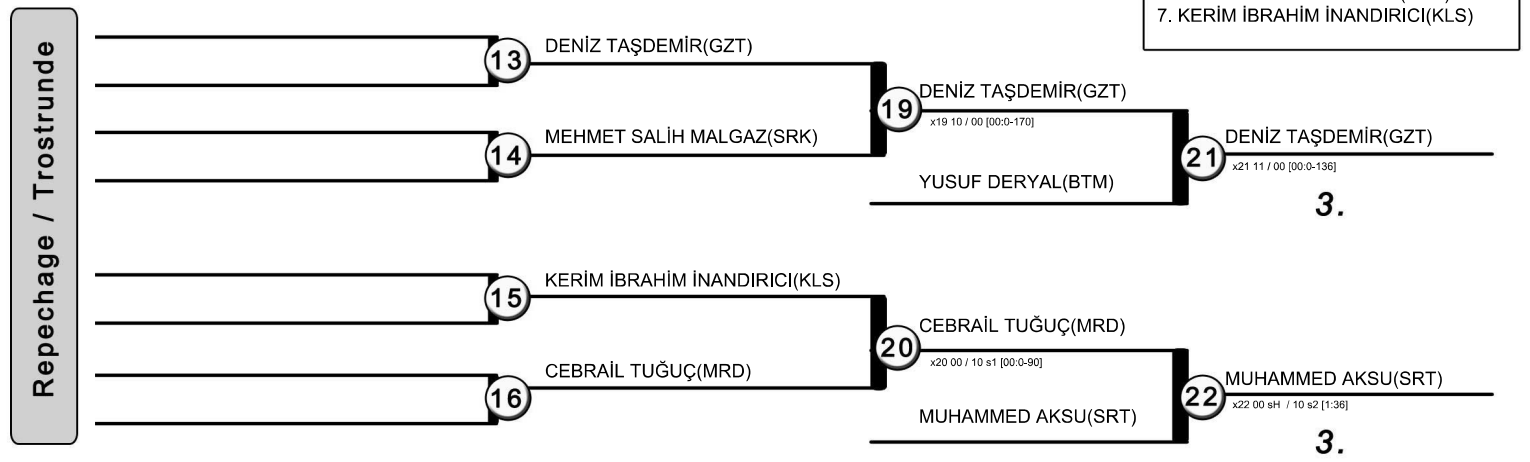 7. KERİM İBRAHİM İNANDIRICI(KLS)
Repechage / Trostrunde
13
DENİZ TAŞDEMİR(GZT)
14
MEHMET SALİH MALGAZ(SRK)
19
DENİZ TAŞDEMİR(GZT)
x19 10 / 00 [00:0-170]
YUSUF DERYAL(BTM)
21
DENİZ TAŞDEMİR(GZT)
x21 11 / 00 [00:0-136]
3.
15
KERİM İBRAHİM İNANDIRICI(KLS)
16
CEBRAİL TUĞUÇ(MRD)
20
CEBRAİL TUĞUÇ(MRD)
x20 00 / 10 s1 [00:0-90]
MUHAMMED AKSU(SRT)
22
MUHAMMED AKSU(SRT)
x22 00 sH / 10 s2 [1:36]
3.